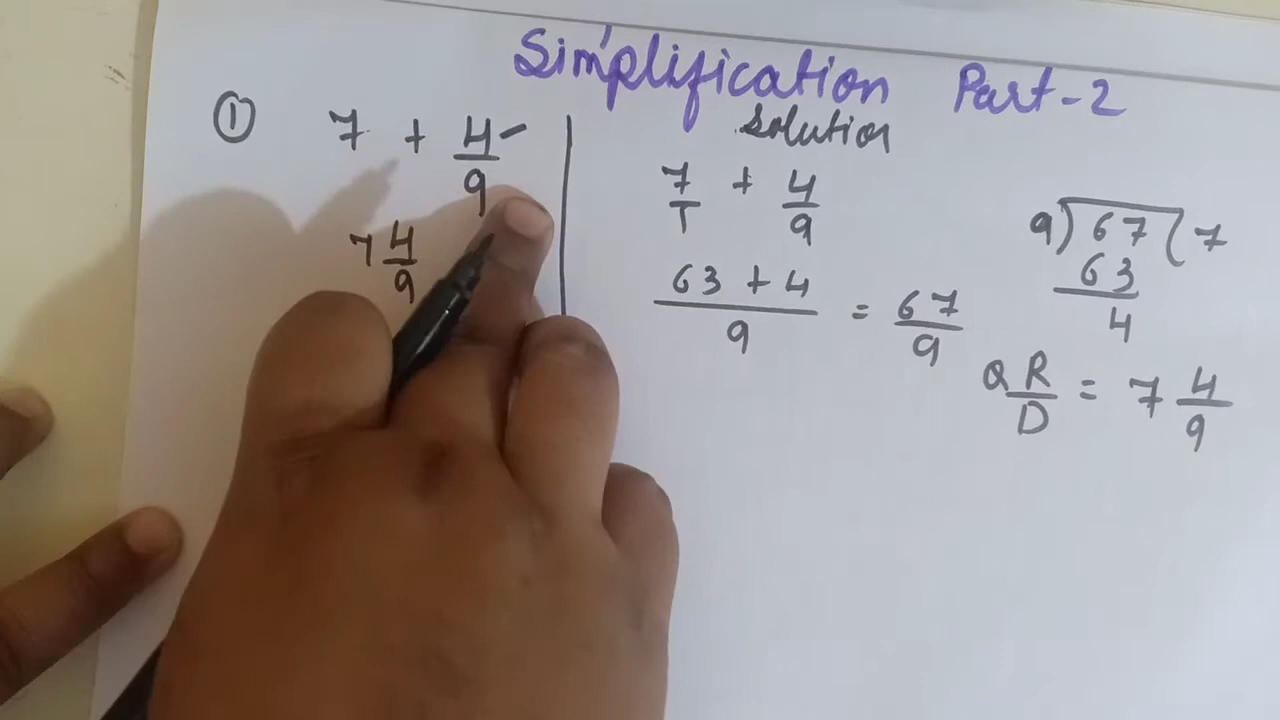 Simplification Part-2
① 7 + 4/9
7 4/9
Solution
7/1 + 4/9
63 + 4/9 = 67/9
9) 67 (7
63
4
Q R/D = 7 4/9